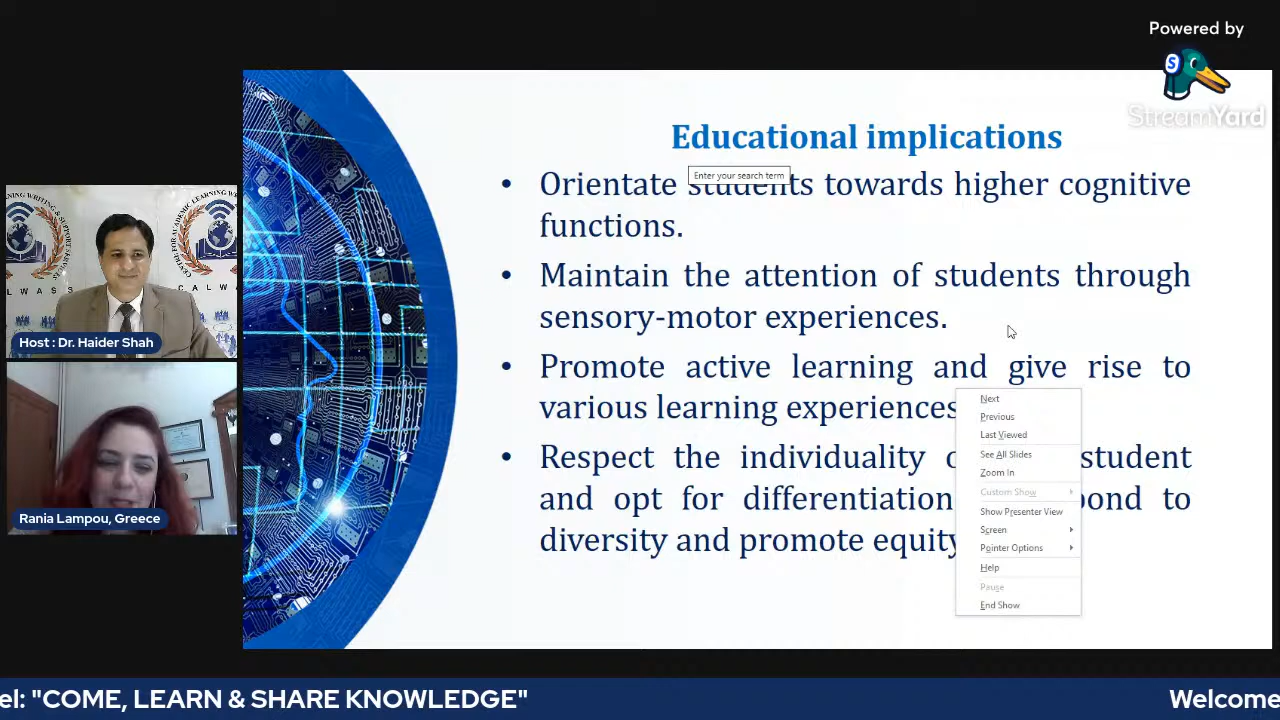 Powered by
StreamYard
Educational implications
Enter your search term
• Orientate students towards higher cognitive
functions.
• Maintain the attention of students through
sensory-motor experiences.
• Promote active learning and give rise to
various learning experiences
• Respect the individuality student
and opt for differentiation
diversity and promote equity
Next
Previous
Last Viewed
See All Slides
Zoom In
Custom Show
Show Presenter View
Screen
Pointer Options
Help
Pause
End Show
CALWASS
Host : Dr. Haider Shah
Rania Lampou, Greece
el: "COME, LEARN & SHARE KNOWLEDGE"
Welcome